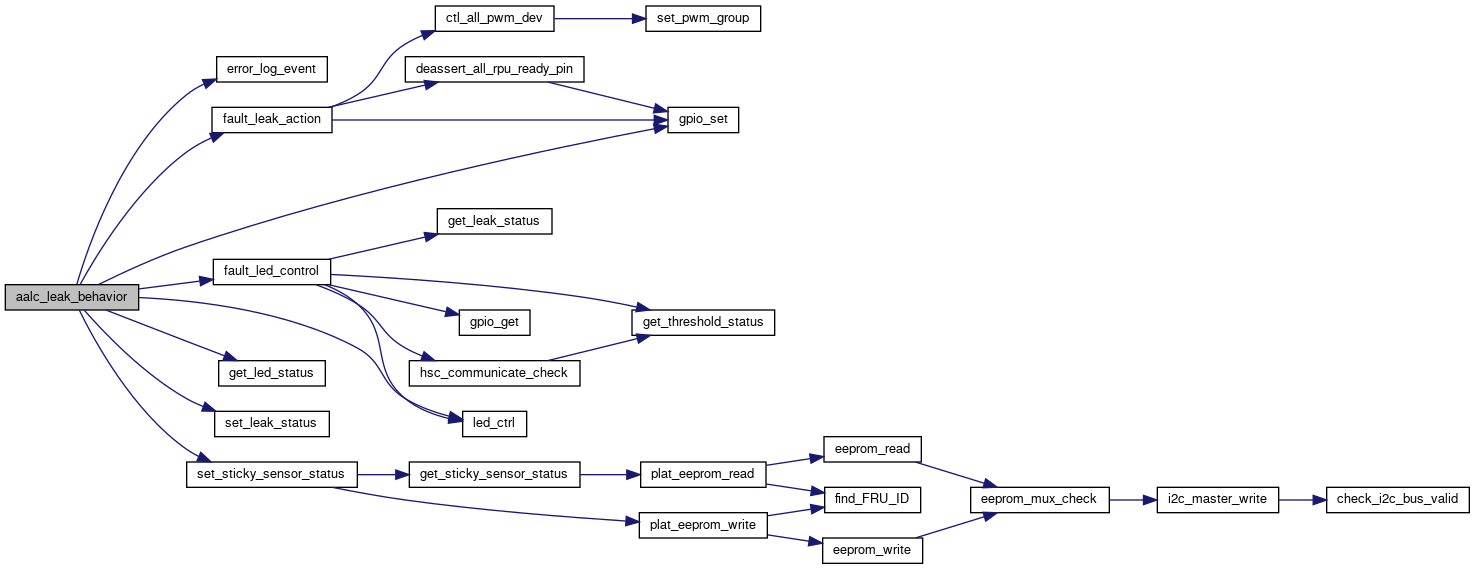 ctl_all_pwm_dev
set_pwm_group
error_log_event
deassert_all_rpu_ready_pin
fault_leak_action
gpio_set
get_leak_status
fault_led_control
aalc_leak_behavior
gpio_get
get_threshold_status
get_led_status
hsc_communicate_check
set_leak_status
led_ctrl
eeprom_read
set_sticky_sensor_status
get_sticky_sensor_status
plat_eeprom_read
find_FRU_ID
eeprom_mux_check
i2c_master_write
check_i2c_bus_valid
plat_eeprom_write
eeprom_write